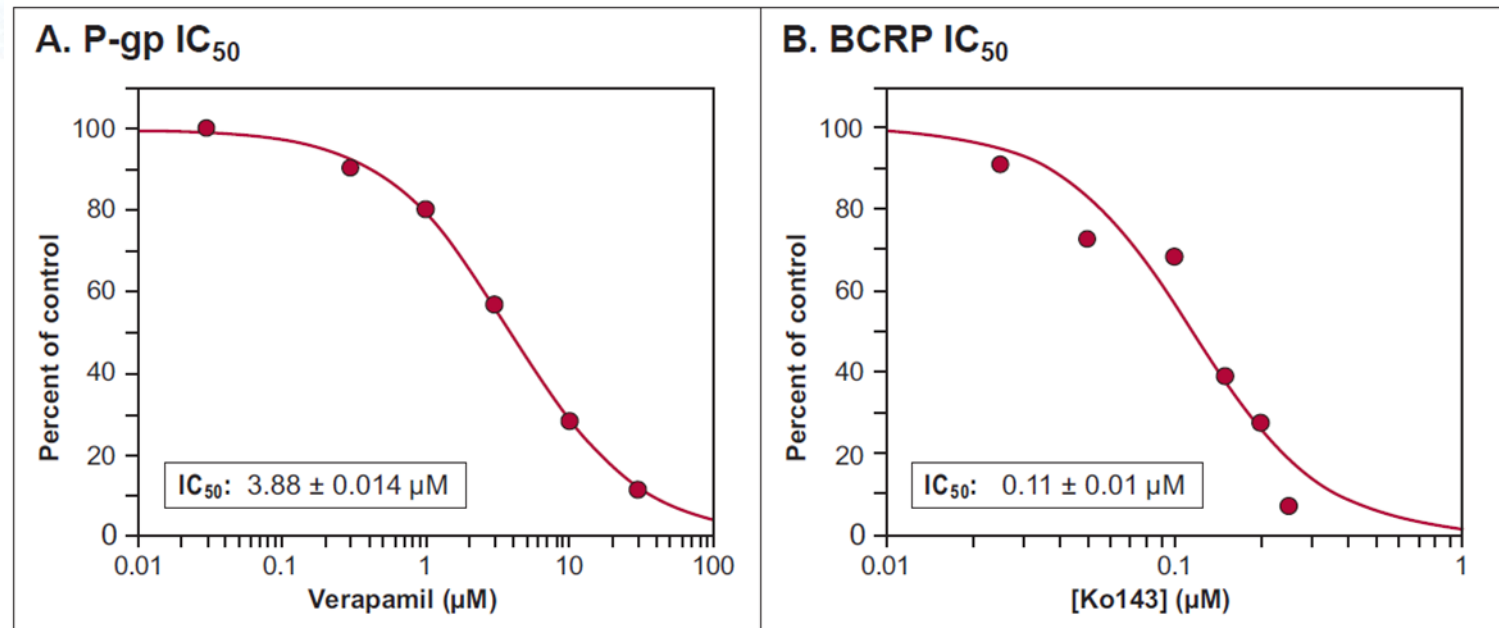 A. P-gp IC50
100
80
60
40
20
0
Percent of control
IC50: 3.88 ± 0.014 µM
0.01 0.1 1 10 100
Verapamil (µM)
B. BCRP IC50
100
80
60
40
20
0
Percent of control
IC50: 0.11 ± 0.01 µM
0.01 0.1 1
[Ko143] (µM)